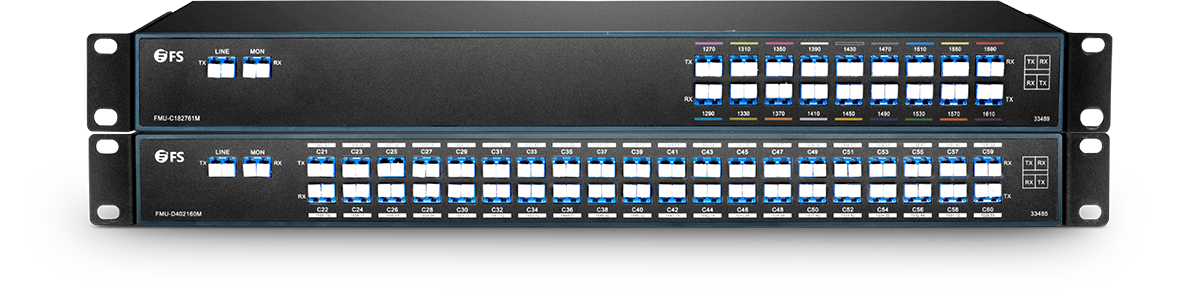 FS
LINE MON
TX RX
1270 1310 1350 1390 1430 1470 1510 1550 1590
TX RX
RX TX
1290 1330 1370 1410 1450 1490 1530 1570 1610
TX RX
RX TX
FMU-C182761M
33489
FS
LINE MON
TX RX
C21 C23 C25 C27 C29 C31 C33 C35 C37 C39 C41 C43 C45 C47 C49 C51 C53 C55 C57 C59
TX RX
RX TX
C22 C24 C26 C28 C30 C32 C34 C36 C38 C40 C42 C44 C46 C48 C50 C52 C54 C56 C58 C60
TX RX
RX TX
FMU-D402160M
33485